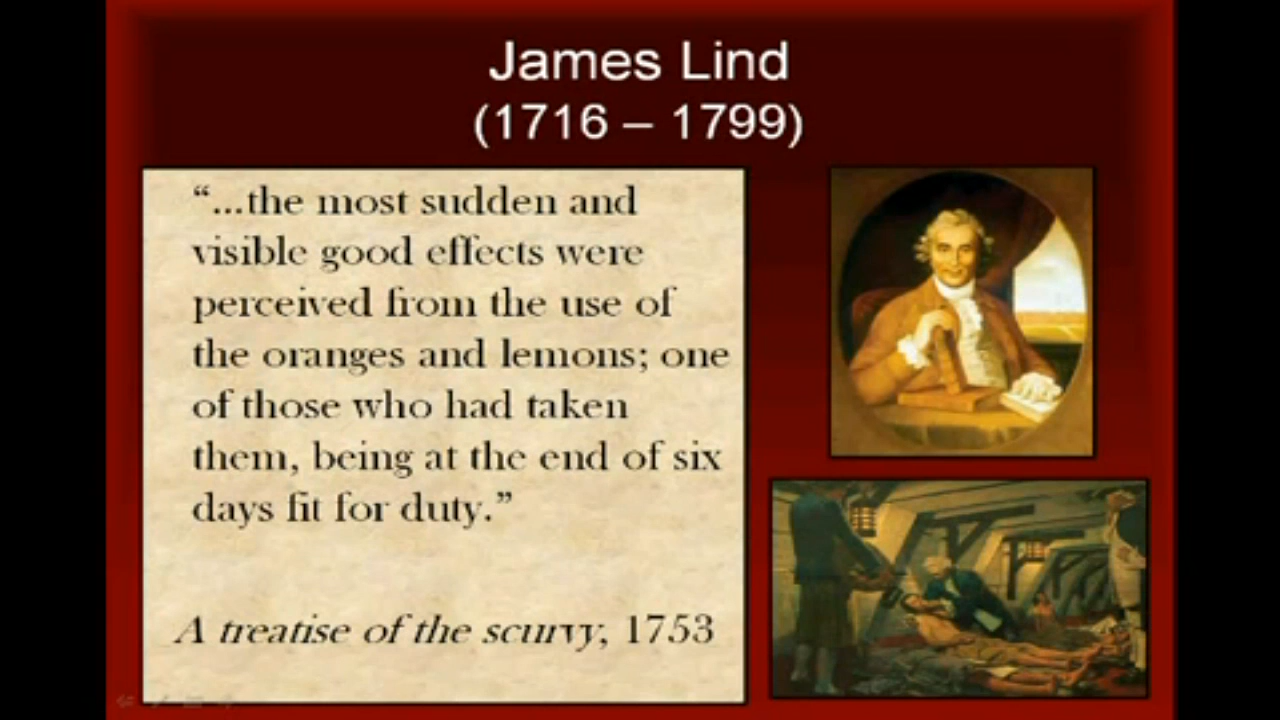 James Lind
(1716 – 1799)
“...the most sudden and
visible good effects were
perceived from the use of
the oranges and lemons; one
of those who had taken
them, being at the end of six
days fit for duty.”
A treatise of the scurvy, 1753